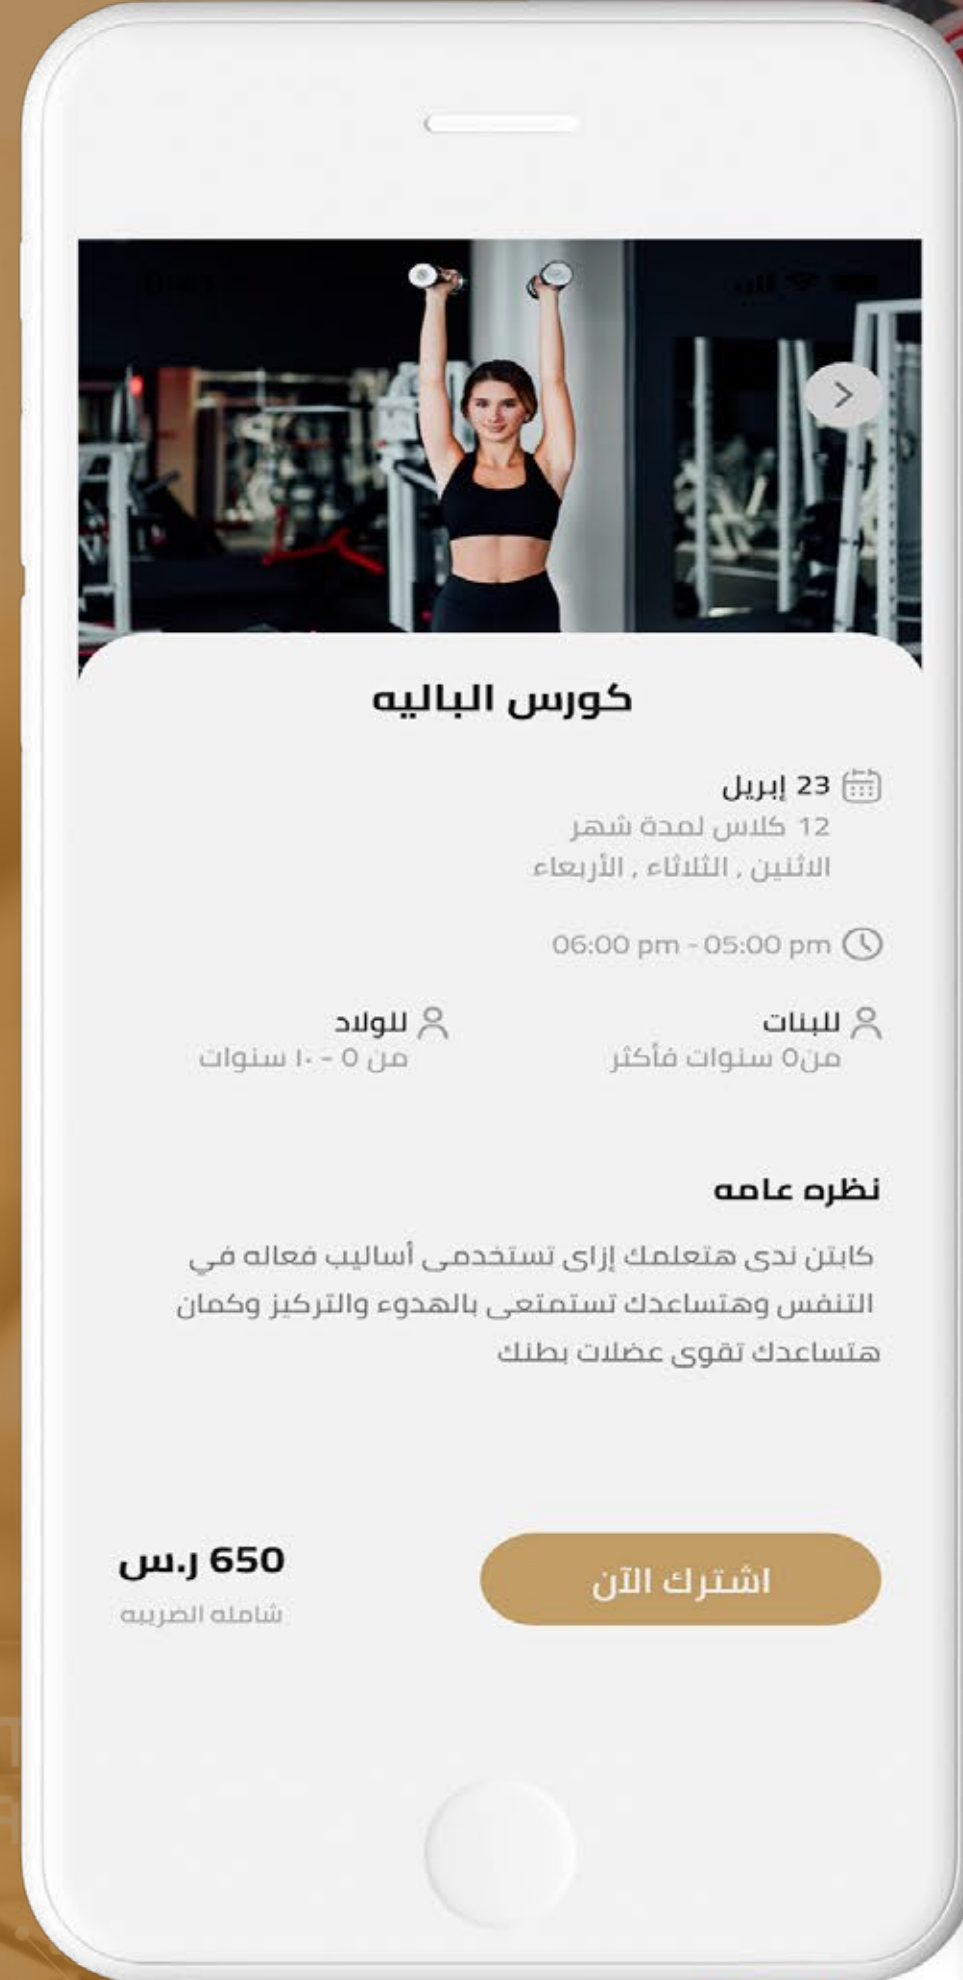 كورس الباليه
23 إبريل
12 كلاس لمدة شهر
الاثنين , الثلاثاء , الأربعاء
06:00 pm - 05:00 pm
للبنات
من٥ سنوات فأكثر
للولاد
من ٥ - ١٠ سنوات
نظره عامه
كابتن ندى هتعلمك إزاى تستخدمى أساليب فعاله في
التنفس وهتساعدك تستمتعى بالهدوء والتركيز وكمان
هتساعدك تقوى عضلات بطنك
اشترك الآن
650 ر.س
شامله الضريبه